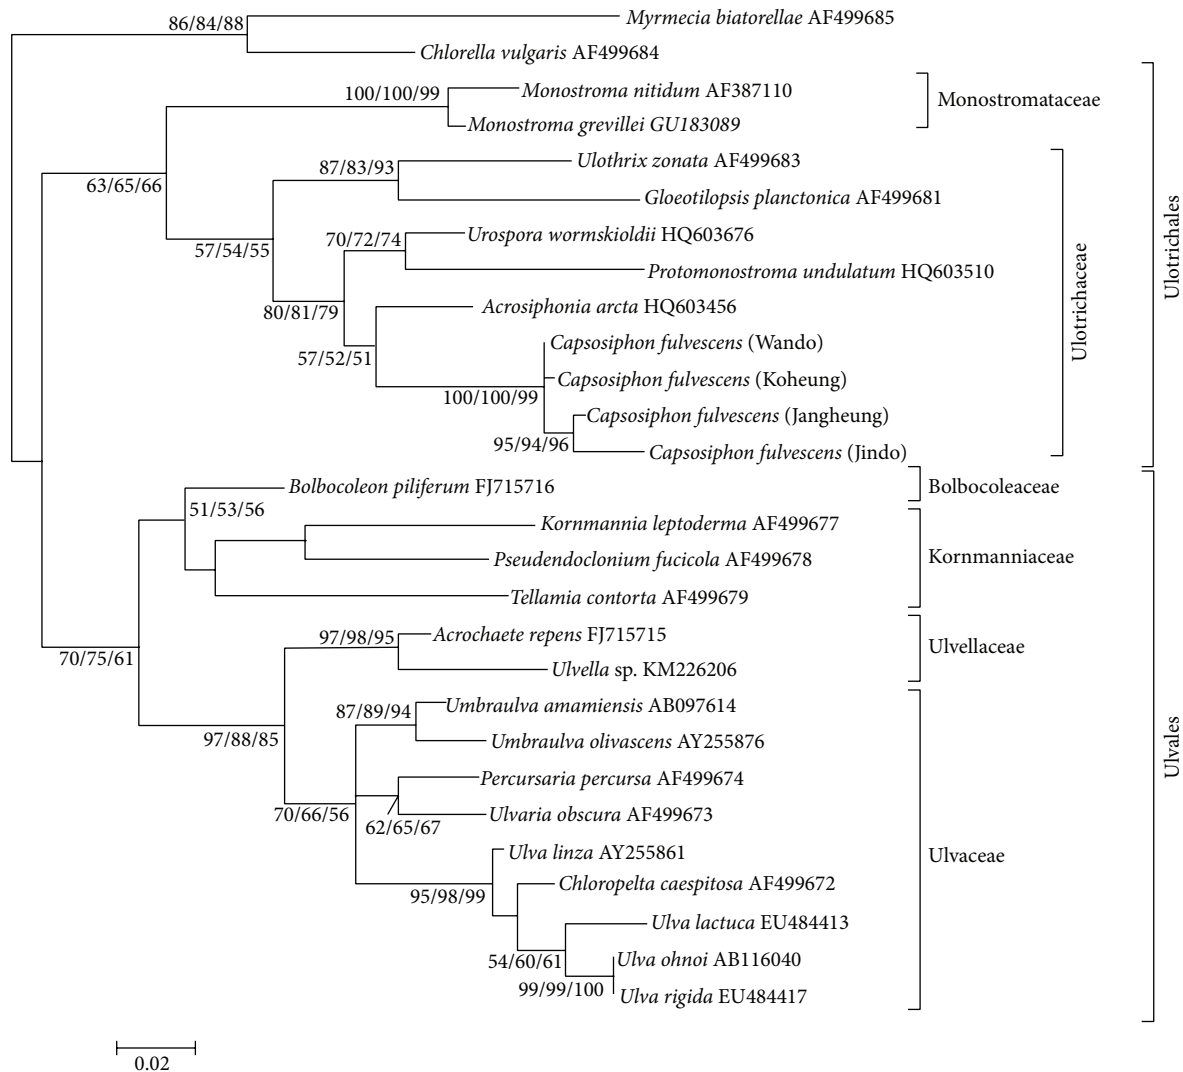 86/84/88
Myrmecia biatorellae AF499685
Chlorella vulgaris AF499684
100/100/99
Monostroma nitidum AF387110
Monostroma grevillei GU183089
Monostromataceae
63/65/66
87/83/93
Ulothrix zonata AF499683
Gloeotilopsis planctonica AF499681
57/54/55
70/72/74
Urospora wormskioldii HQ603676
Protomonostroma undulatum HQ603510
80/81/79
Acrosiphonia arcta HQ603456
57/52/51
Capsosiphon fulvescens (Wando)
Capsosiphon fulvescens (Koheung)
100/100/99
Capsosiphon fulvescens (Jangheung)
95/94/96
Capsosiphon fulvescens (Jindo)
Ulotrichaceae
Ulotrichales
Bolbocoleon piliferum FJ715716
Bolbocoleaceae
51/53/56
Kornmannia leptoderma AF499677
Pseudendoclonium fucicola AF499678
Tellamia contorta AF499679
Kornmanniaceae
70/75/61
97/98/95
Acrochaete repens FJ715715
Ulvella sp. KM226206
Ulvellaceae
97/88/85
87/89/94
Umbraulva amamiensis AB097614
Umbraulva olivascens AY255876
Percursaria percursa AF499674
70/66/56
Ulvaria obscura AF499673
62/65/67
Ulva linza AY255861
Ulvaceae
Chloropelta caespitosa AF499672
95/98/99
Ulva lactuca EU484413
54/60/61
Ulva ohnoi AB116040
99/99/100
Ulva rigida EU484417
Ulvales
0.02